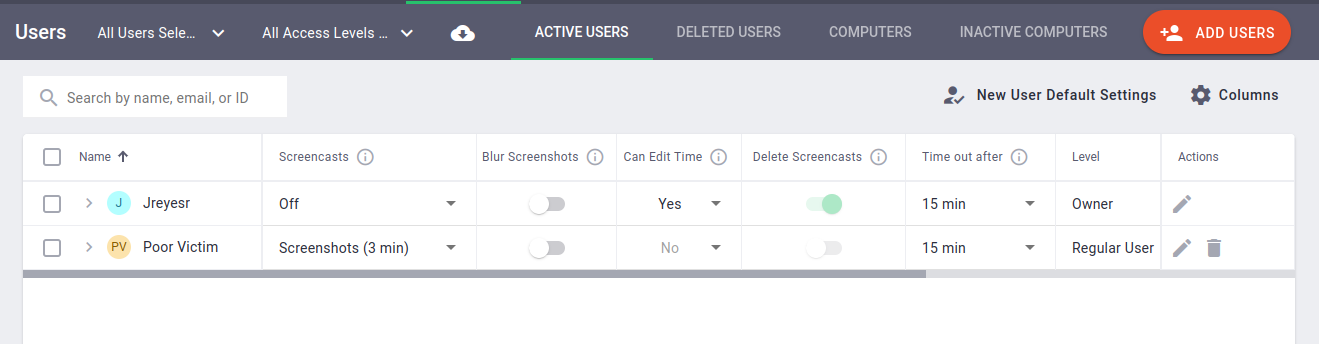 Users
All Users Sele...
All Access Levels ...
ACTIVE USERS
DELETED USERS
COMPUTERS
INACTIVE COMPUTERS
ADD USERS
Search by name, email, or ID
New User Default Settings
Columns
Name
Screencasts
Blur Screenshots
Can Edit Time
Delete Screencasts
Time out after
Level
Actions
J
Jreyesr
Off
Yes
15 min
Owner
PV
Poor Victim
Screenshots (3 min)
No
15 min
Regular User